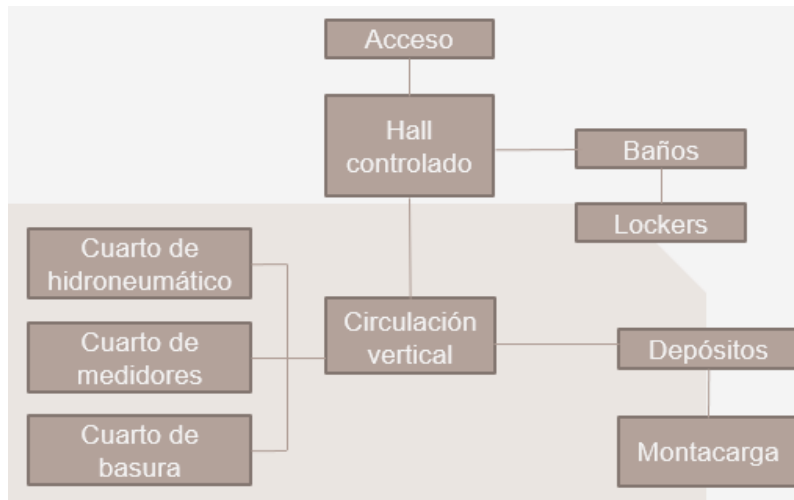 Acceso
Hall
controlado
Baños
Lockers
Cuarto de
hidroneumático
Circulación
vertical
Cuarto de
medidores
Depósitos
Cuarto de
basura
Montacarga